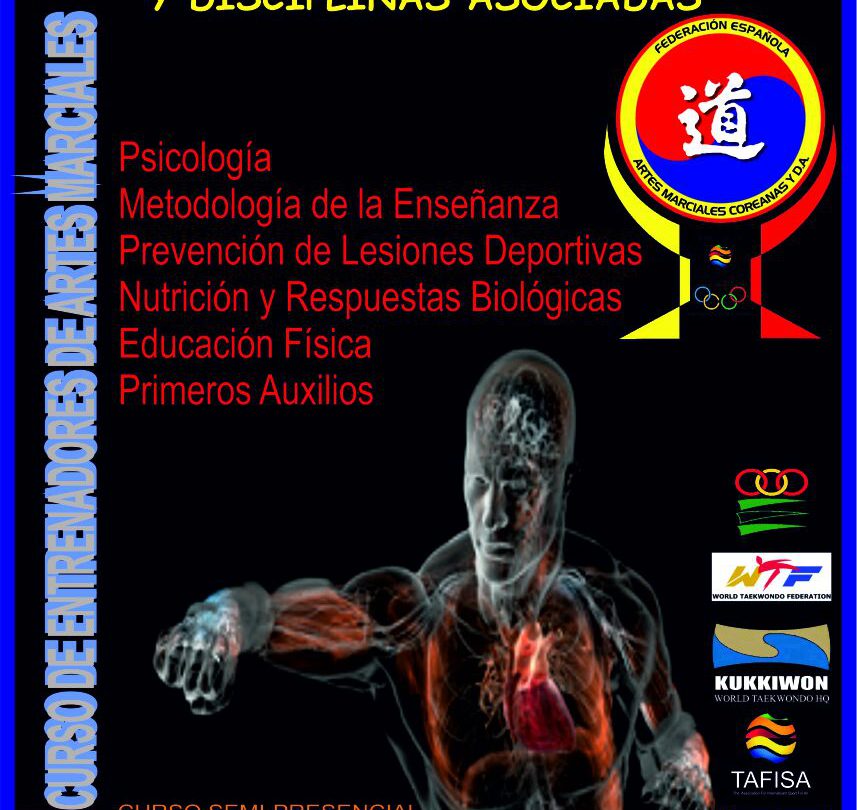 Y DISCIPLINAS ASOCIADAS
CURSO DE ENTRENADORES DE ARTES MARCIALES
FEDERACIÓN ESPAÑOLA
道
ARTES MARCIALES COREANAS Y D.A.
Psicología
Metodología de la Enseñanza
Prevención de Lesiones Deportivas
Nutrición y Respuestas Biológicas
Educación Física
Primeros Auxilios
WTF
WORLD TAEKWONDO FEDERATION
KUKKIWON
WORLD TAEKWONDO HQ
TAFISA
CURSO SEMI PRESENCIAL